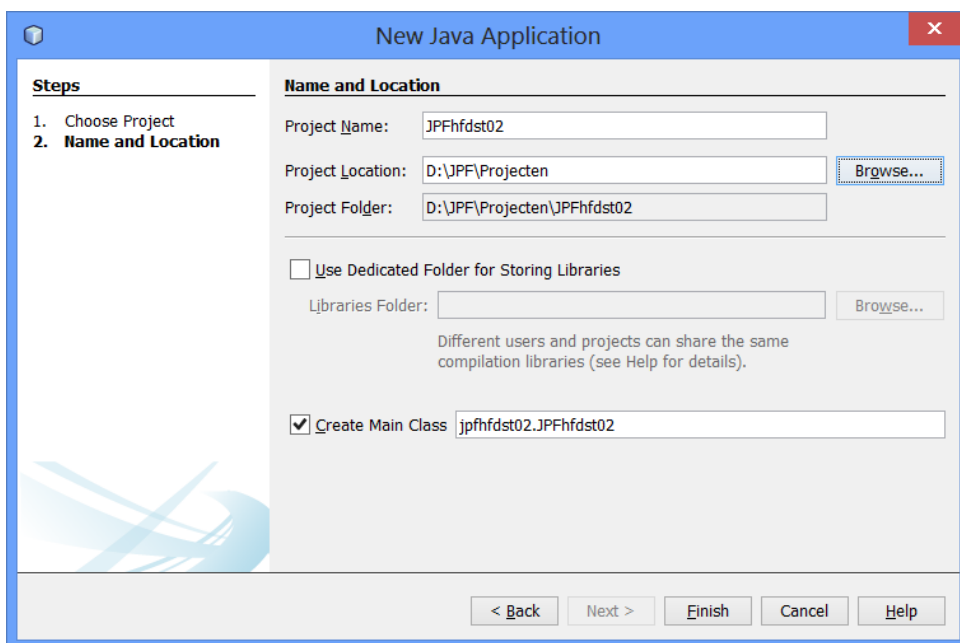 New Java Application
Steps
1. Choose Project
2. Name and Location
Name and Location
Project Name: JPFhfdst02
Project Location: D:\JPF\Projecten Browse...
Project Folder: D:\JPF\Projecten\JPFhfdst02
Use Dedicated Folder for Storing Libraries
Libraries Folder: Browse...
Different users and projects can share the same
compilation libraries (see Help for details).
Create Main Class jpfhfdst02.JPFhfdst02
< Back Next > Finish Cancel Help